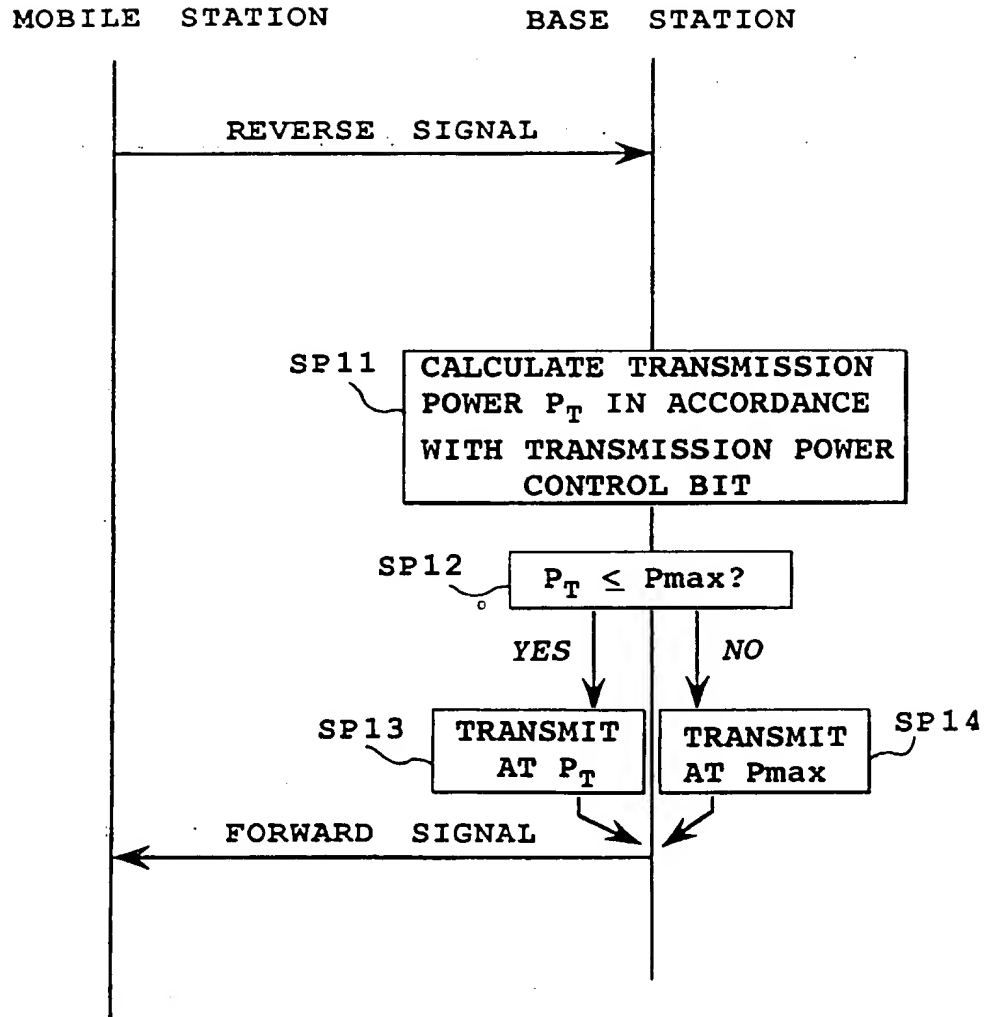 MOBILE STATION
BASE STATION
REVERSE SIGNAL
SP11
CALCULATE TRANSMISSION
POWER PT IN ACCORDANCE
WITH TRANSMISSION POWER
CONTROL BIT
SP12
PT ≤ Pmax?
YES
NO
SP13
TRANSMIT
AT PT
TRANSMIT
AT Pmax
SP14
FORWARD SIGNAL